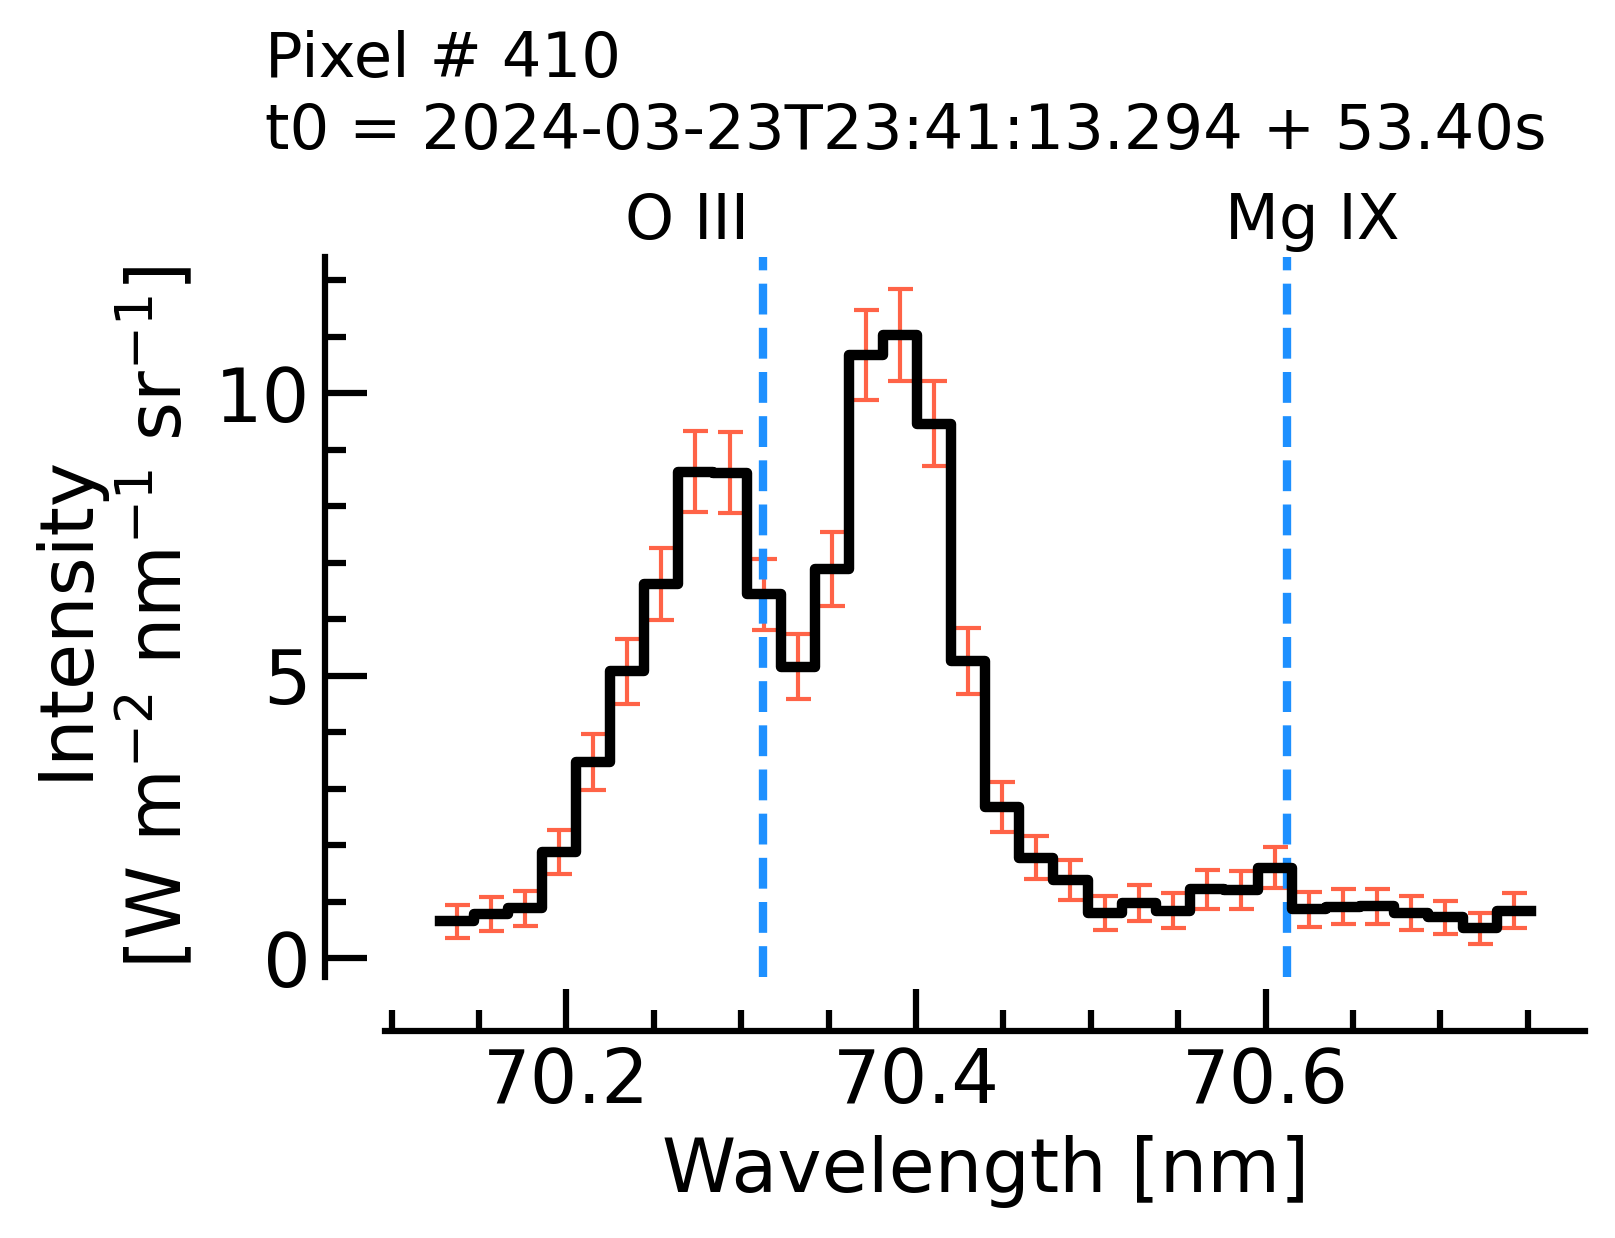 Pixel # 410
t0 = 2024-03-23T23:41:13.294 + 53.40s
O III
Mg IX
Intensity
[W m⁻² nm⁻¹ sr⁻¹]
10
5
0
70.2
70.4
70.6
Wavelength [nm]